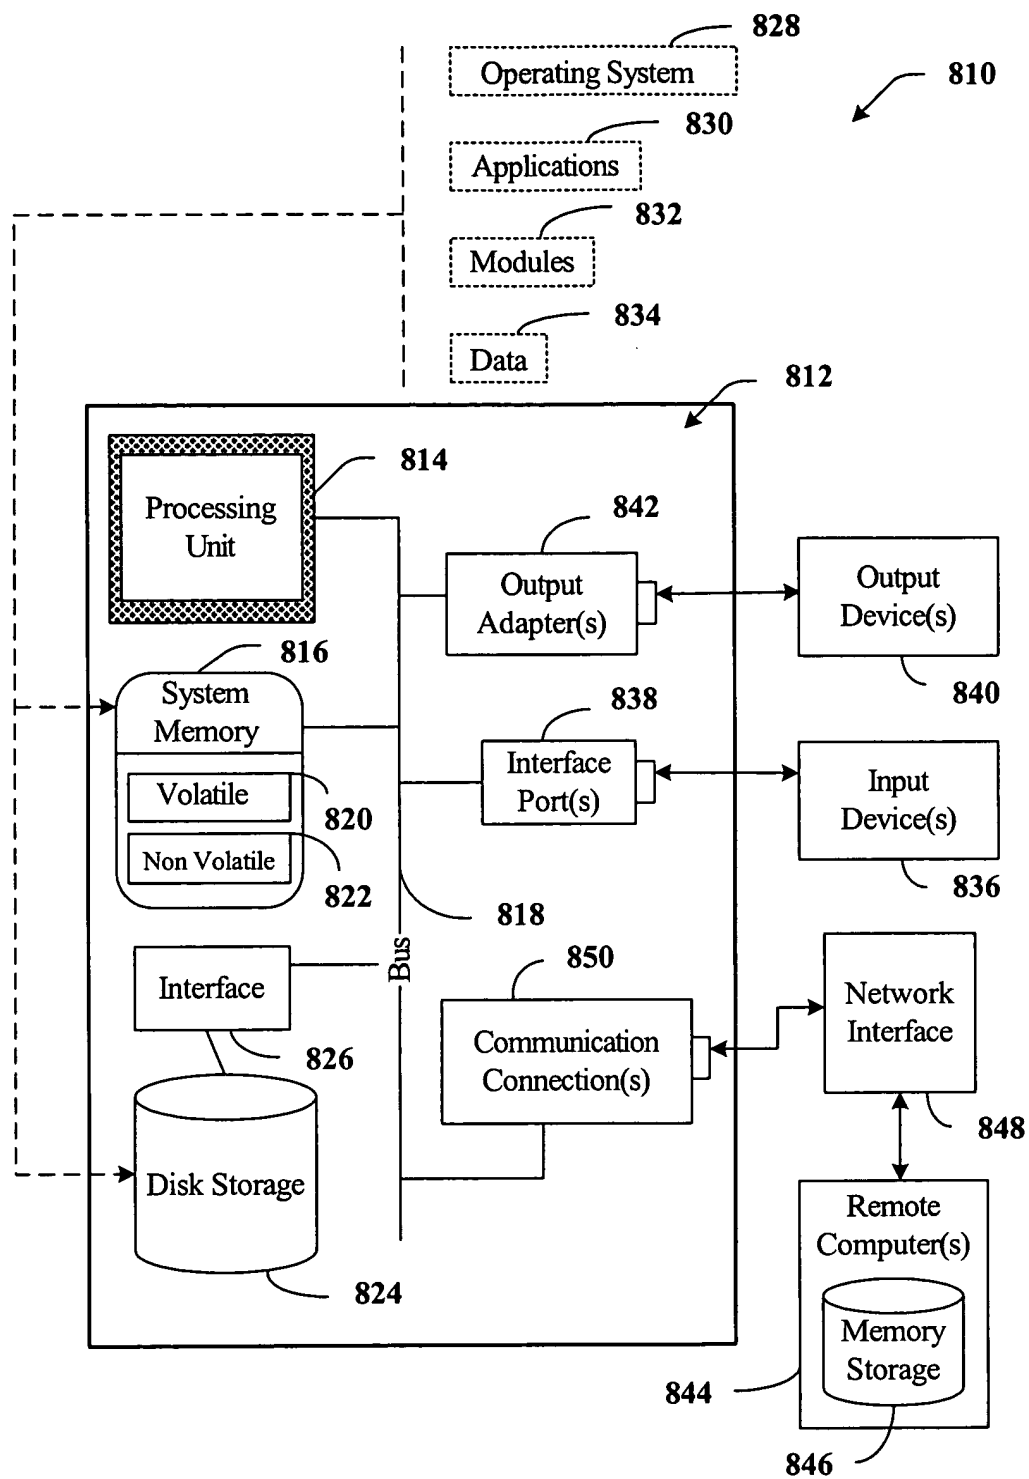 828
Operating System
810
830
Applications
832
Modules
834
Data
812
814
Processing
Unit
842
Output
Adapter(s)
Output
Device(s)
840
816
System
Memory
838
Interface
Port(s)
Input
Device(s)
836
Volatile
820
Non Volatile
822
818
Bus
850
Interface
826
Communication
Connection(s)
Network
Interface
848
Disk Storage
824
Remote
Computer(s)
Memory
Storage
844
846